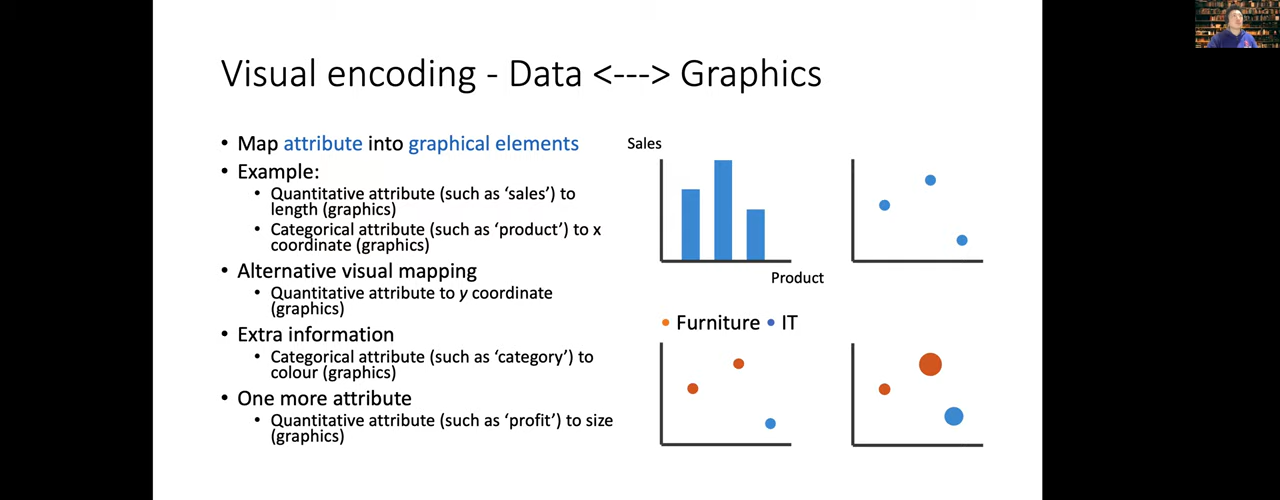 Visual encoding - Data <---> Graphics
• Map attribute into graphical elements
• Example:
• Quantitative attribute (such as ‘sales’) to
length (graphics)
• Categorical attribute (such as ‘product’) to x
coordinate (graphics)
• Alternative visual mapping
• Quantitative attribute to y coordinate
(graphics)
• Extra information
• Categorical attribute (such as ‘category’) to
colour (graphics)
• One more attribute
• Quantitative attribute (such as ‘profit’) to size
(graphics)
Sales
Product
• Furniture • IT